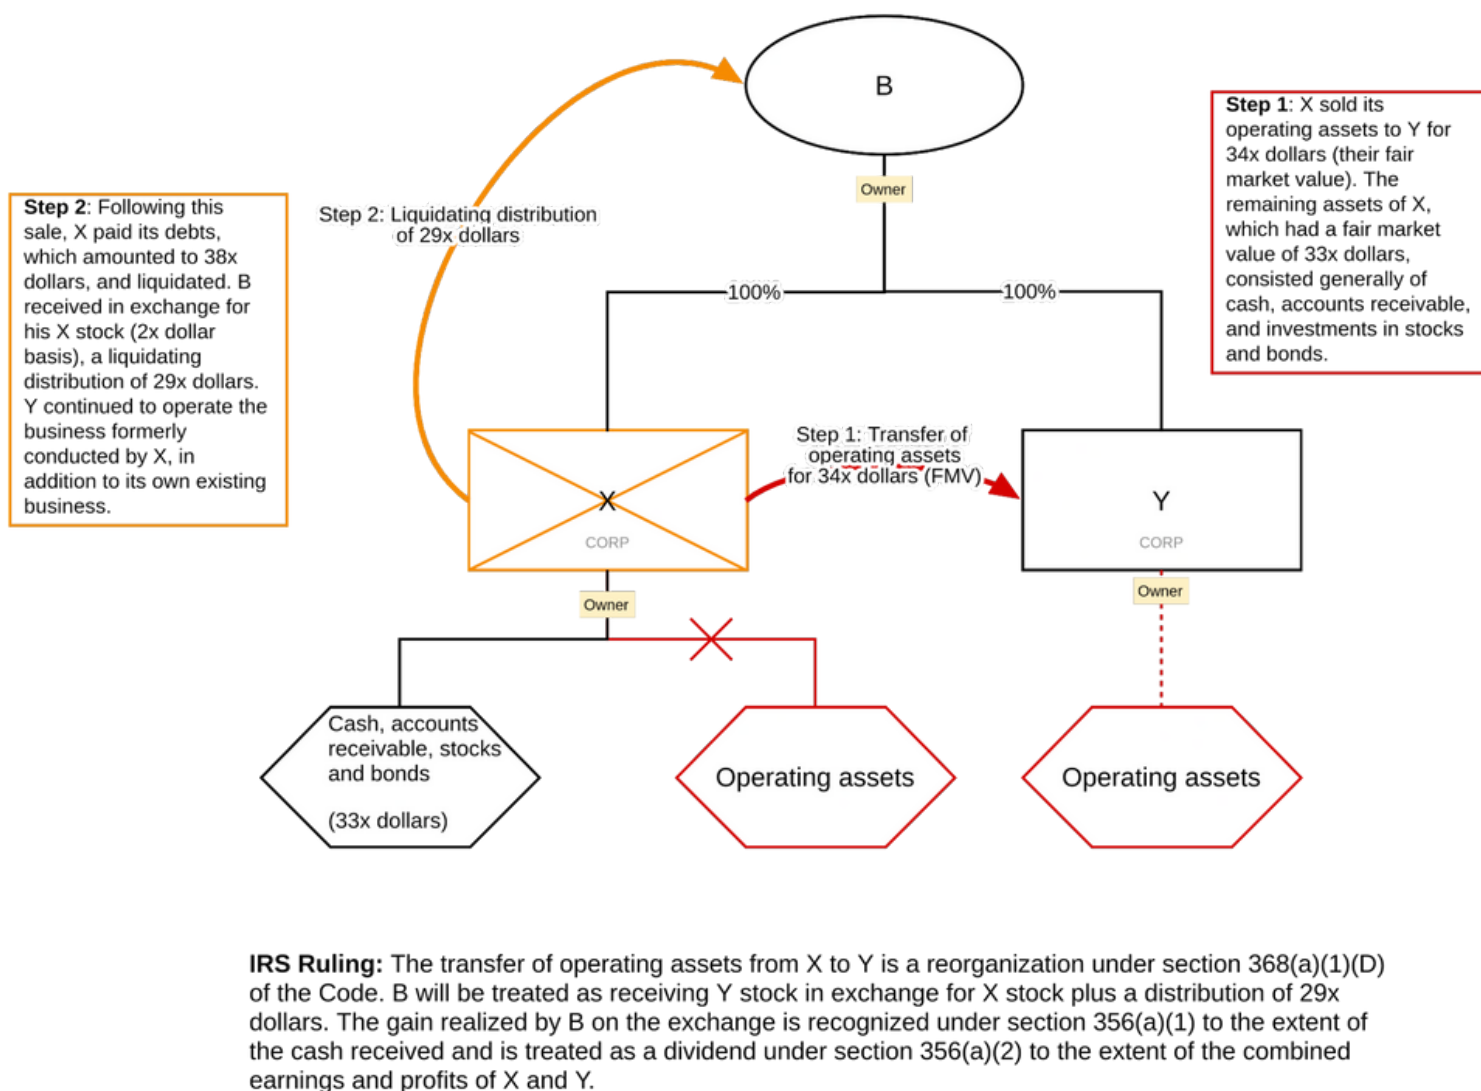 B
Owner
Step 1: X sold its
operating assets to Y for
34x dollars (their fair
market value). The
remaining assets of X,
which had a fair market
value of 33x dollars,
consisted generally of
cash, accounts receivable,
and investments in stocks
and bonds.
Step 2: Following this
sale, X paid its debts,
which amounted to 38x
dollars, and liquidated. B
received in exchange for
his X stock (2x dollar
basis), a liquidating
distribution of 29x dollars.
Y continued to operate the
business formerly
conducted by X, in
addition to its own existing
business.
Step 2: Liquidating distribution
of 29x dollars
100%
100%
Step 1: Transfer of
operating assets
for 34x dollars (FMV)
X
CORP
Y
CORP
Owner
Owner
Cash, accounts
receivable, stocks
and bonds
(33x dollars)
Operating assets
Operating assets
IRS Ruling: The transfer of operating assets from X to Y is a reorganization under section 368(a)(1)(D)
of the Code. B will be treated as receiving Y stock in exchange for X stock plus a distribution of 29x
dollars. The gain realized by B on the exchange is recognized under section 356(a)(1) to the extent of
the cash received and is treated as a dividend under section 356(a)(2) to the extent of the combined
earnings and profits of X and Y.